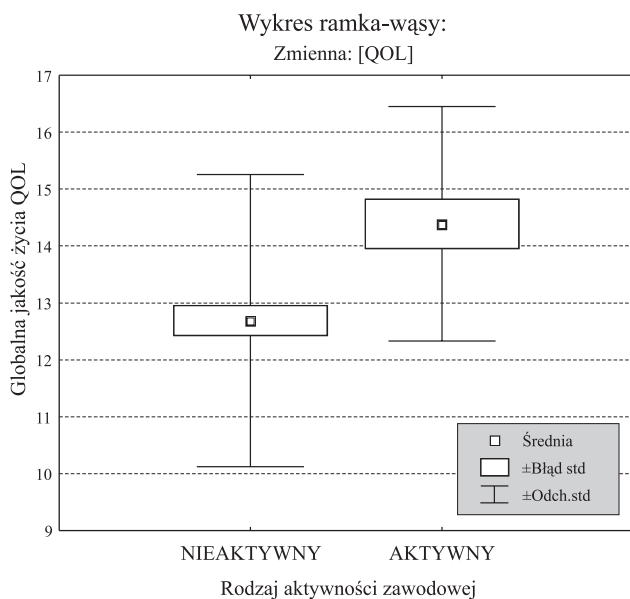 Wykres ramka-wąsy:
Zmienna: [QOL]
Globalna jakość życia QOL
17
16
15
14
13
12
11
10
9
Średnia
±Błąd std
±Odch.std
NIEAKTYWNY AKTYWNY
Rodzaj aktywności zawodowej